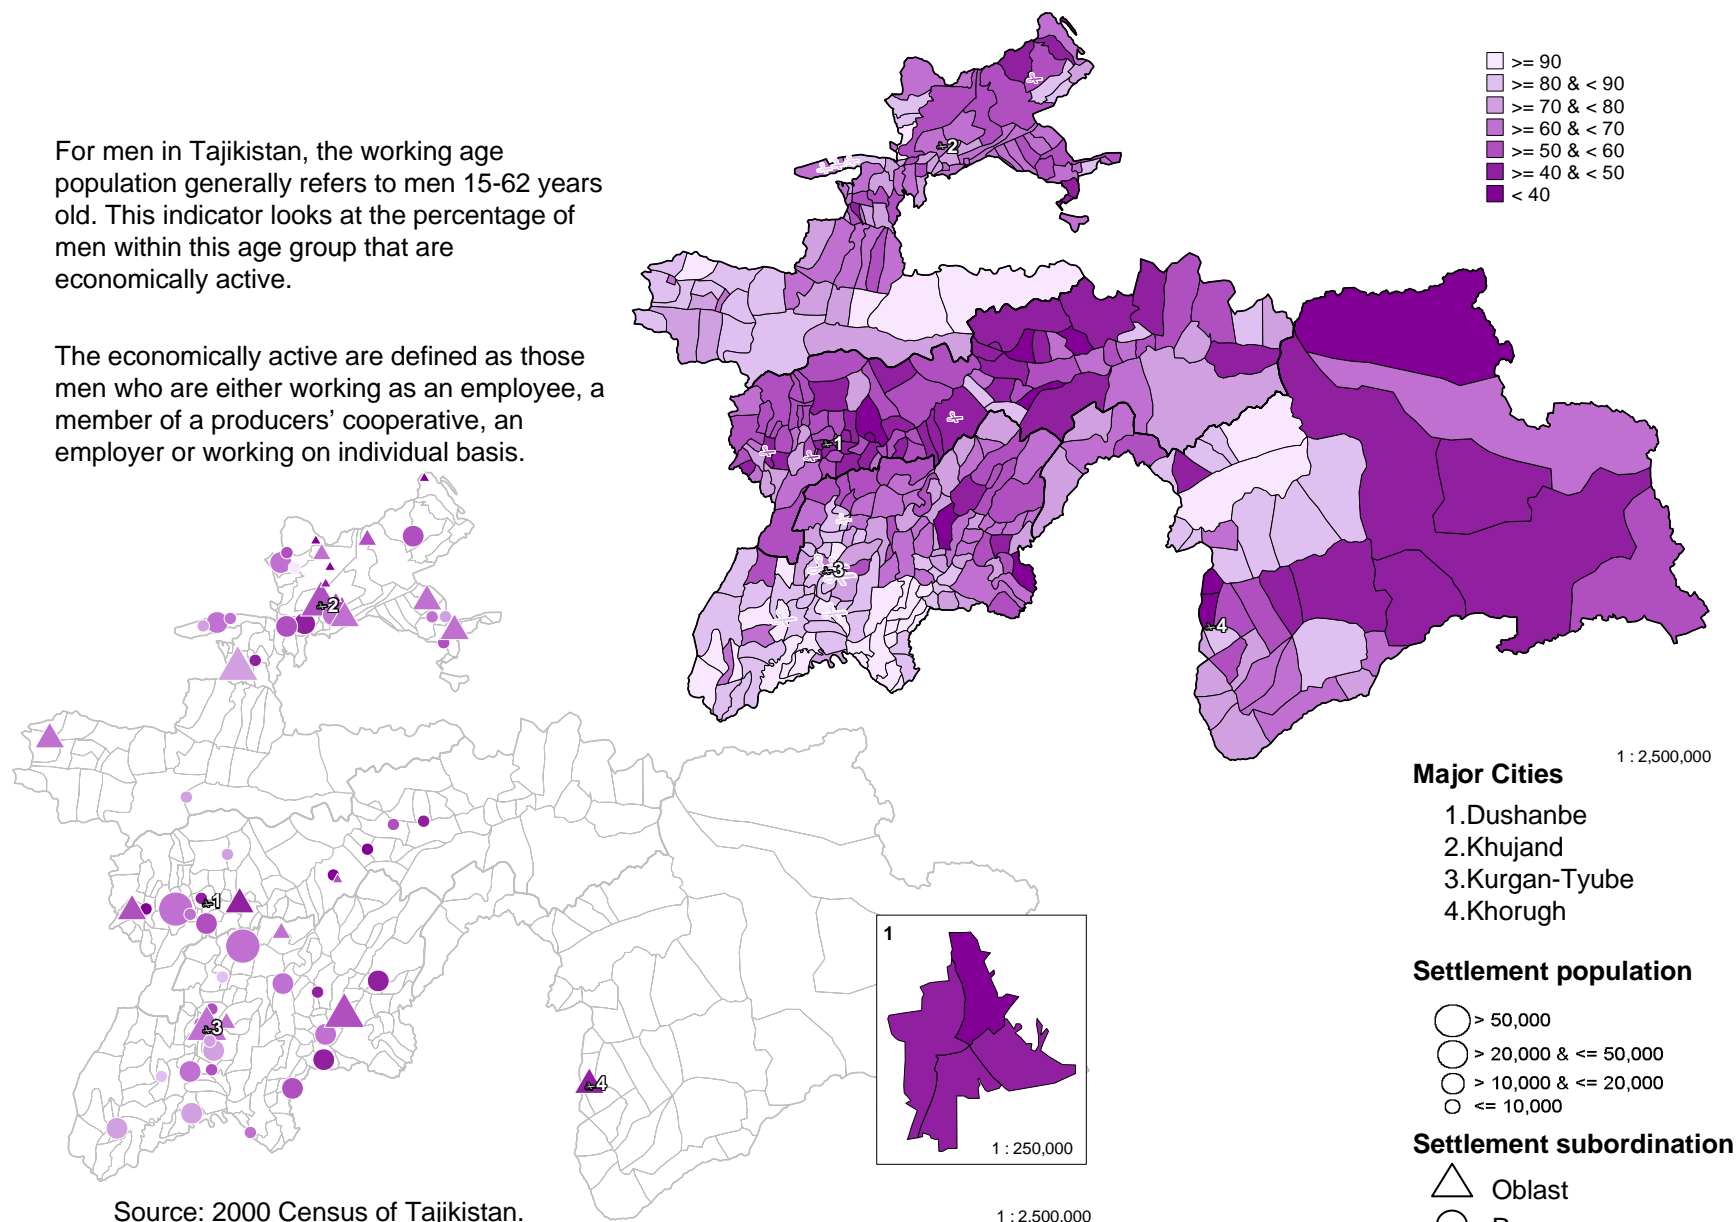 For men in Tajikistan, the working age
population generally refers to men 15-62 years
old. This indicator looks at the percentage of
men within this age group that are
economically active.
The economically active are defined as those
men who are either working as an employee, a
member of a producers’ cooperative, an
employer or working on individual basis.
>= 90
>= 80 & < 90
>= 70 & < 80
>= 60 & < 70
>= 50 & < 60
>= 40 & < 50
< 40
2
1
3
4
1 : 2,500,000
Major Cities
1.Dushanbe
2.Khujand
3.Kurgan-Tyube
4.Khorugh
Settlement population
> 50,000
> 20,000 & <= 50,000
> 10,000 & <= 20,000
<= 10,000
Settlement subordination
Oblast
2
1
3
4
1
1 : 250,000
Source: 2000 Census of Tajikistan.
1 : 2,500,000